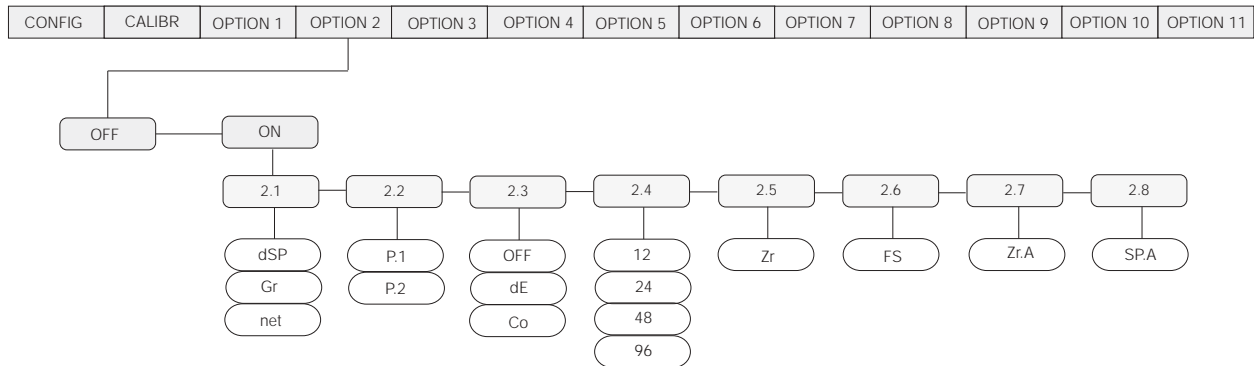 CONFIG CALIBR OPTION 1 OPTION 2 OPTION 3 OPTION 4 OPTION 5 OPTION 6 OPTION 7 OPTION 8 OPTION 9 OPTION 10 OPTION 11
OFF ON
2.1 2.2 2.3 2.4 2.5 2.6 2.7 2.8
dSP P.1 OFF 12 Zr FS Zr.A SP.A
Gr P.2 dE 24
net Co 48
96